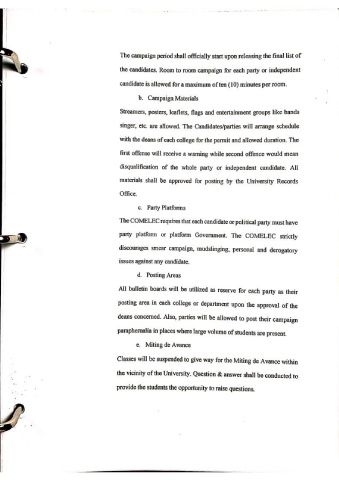 The campaign period shall officially start upon releasing the final list of
the candidates. Room to room campaign for each party or independent
candidate is allowed for a maximum of ten (10) minutes per room.
b. Campaign Materials
Streamers, posters, leaflets, flags and entertainment groups like bands
singer, etc. are allowed. The Candidates/parties will arrange schedule
with the deans of each college for the permit and allowed duration. The
first offense will receive a warning while second offence would mean
disqualification of the whole party or independent candidate. All
materials shall be approved for posting by the University Records
Office.
c. Party Platforms
The COMELEC requires that each candidate or political party must have
party platform or platform Government. The COMELEC strictly
discourages smear campaign, mudslinging, personal and derogatory
issues against any candidate.
d. Posting Areas
All bulletin boards will be utilized as reserve for each party as their
posting area in each college or department upon the approval of the
deans concerned. Also, parties will be allowed to post their campaign
paraphernalia in places where large volume of students are present.
e. Miting de Avance
Classes will be suspended to give way for the Miting de Avance within
the vicinity of the University. Question & answer shall be conducted to
provide the students the opportunity to raise questions.